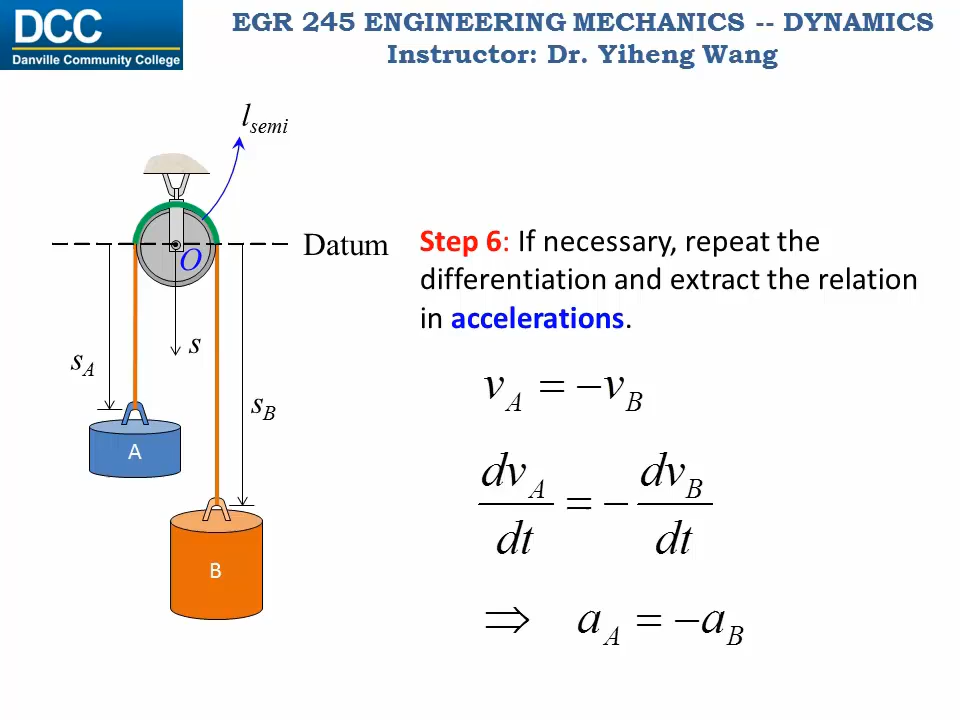 DCC
Danville Community College
EGR 245 ENGINEERING MECHANICS -- DYNAMICS
Instructor: Dr. Yiheng Wang
l_semi
Datum
O
s
s_A
s_B
A
B
Step 6: If necessary, repeat the
differentiation and extract the relation
in accelerations.
v_A = −v_B
dv_A/dt = − dv_B/dt
⇒ a_A = −a_B